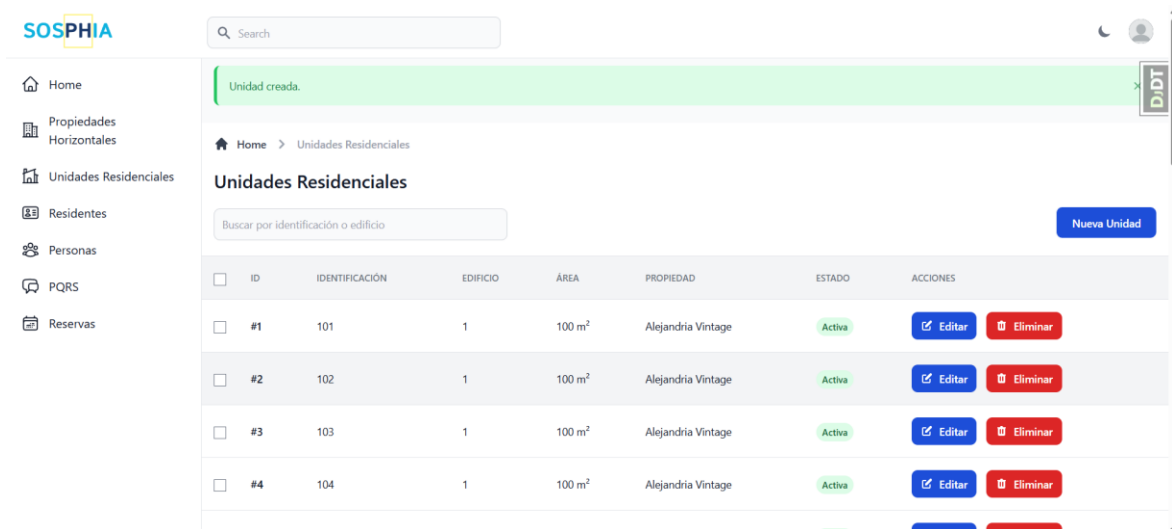 SOSPHIA
Search
Home
Propiedades
Horizontales
Unidades Residenciales
Residentes
Personas
PQRS
Reservas
Unidad creada.
×
DJDT
Home > Unidades Residenciales
Unidades Residenciales
Buscar por identificación o edificio
Nueva Unidad
ID IDENTIFICACIÓN EDIFICIO ÁREA PROPIEDAD ESTADO ACCIONES
#1 101 1 100 m² Alejandria Vintage Activa Editar Eliminar
#2 102 1 100 m² Alejandria Vintage Activa Editar Eliminar
#3 103 1 100 m² Alejandria Vintage Activa Editar Eliminar
#4 104 1 100 m² Alejandria Vintage Activa Editar Eliminar